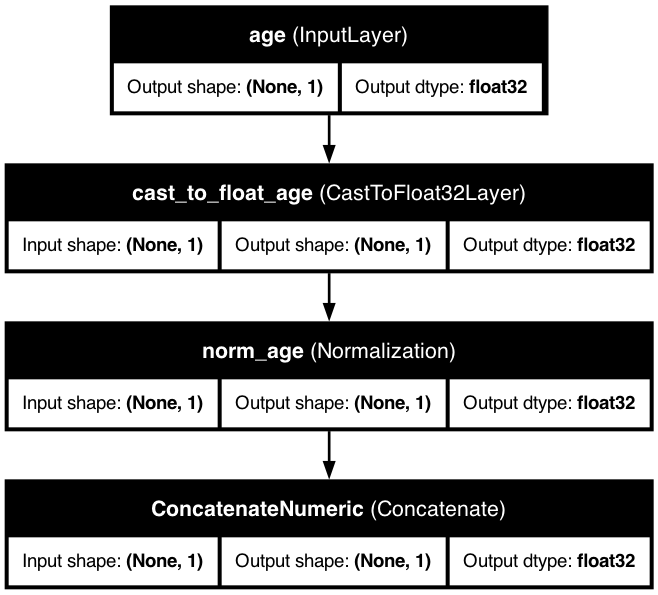 age (InputLayer)
Output shape: (None, 1) Output dtype: float32
cast_to_float_age (CastToFloat32Layer)
Input shape: (None, 1) Output shape: (None, 1) Output dtype: float32
norm_age (Normalization)
Input shape: (None, 1) Output shape: (None, 1) Output dtype: float32
ConcatenateNumeric (Concatenate)
Input shape: (None, 1) Output shape: (None, 1) Output dtype: float32